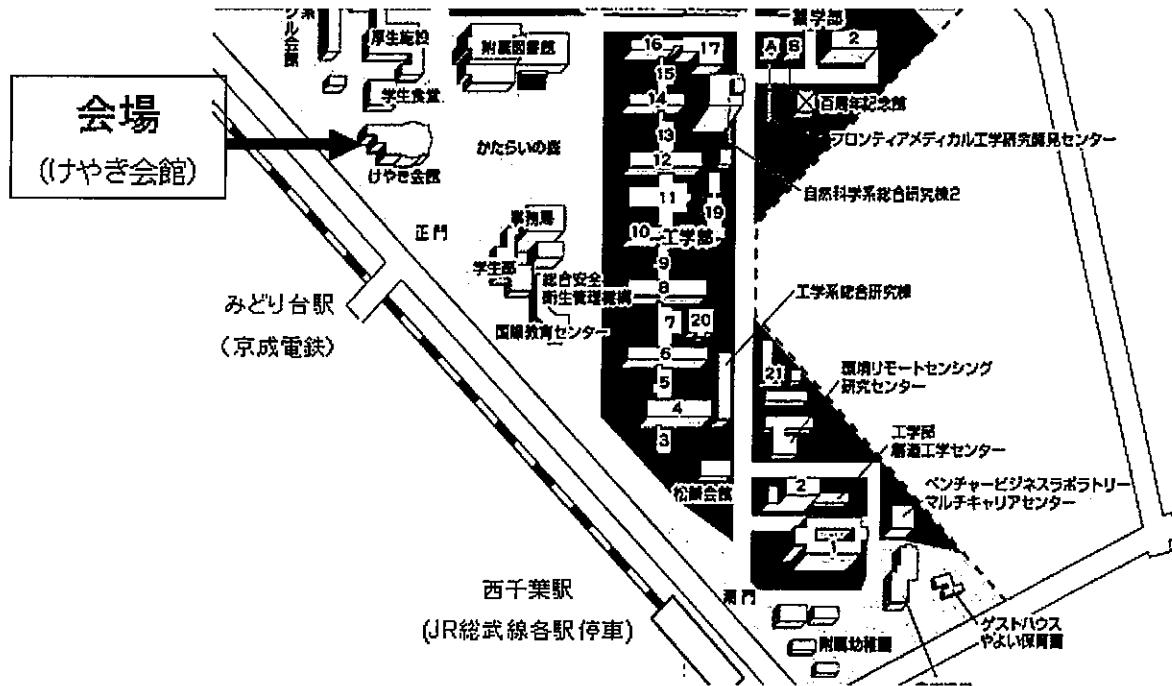 会場
(けやき会館)
厚生施設
学生食堂
けやき会館
附属図書館
かたらいの森
正門
事務局
学生部
総合安全
衛生管理機構
国際教育センター
みどり台駅
(京成電鉄)
西千葉駅
(JR総武線各駅停車)
16
17
15
14
13
12
11
19
10
工学部
9
8
7
20
6
5
4
3
松韻会館
薬学部
A
B
2
百周年記念館
フロンティアメディカル工学研究開発センター
自然科学系総合研究棟2
工学系総合研究棟
21
環境リモートセンシング
研究センター
工学部
創造工学センター
2
ベンチャービジネスラボラトリー
マルチキャリアセンター
1
南門
附属幼稚園
ゲストハウス
やよい保育園